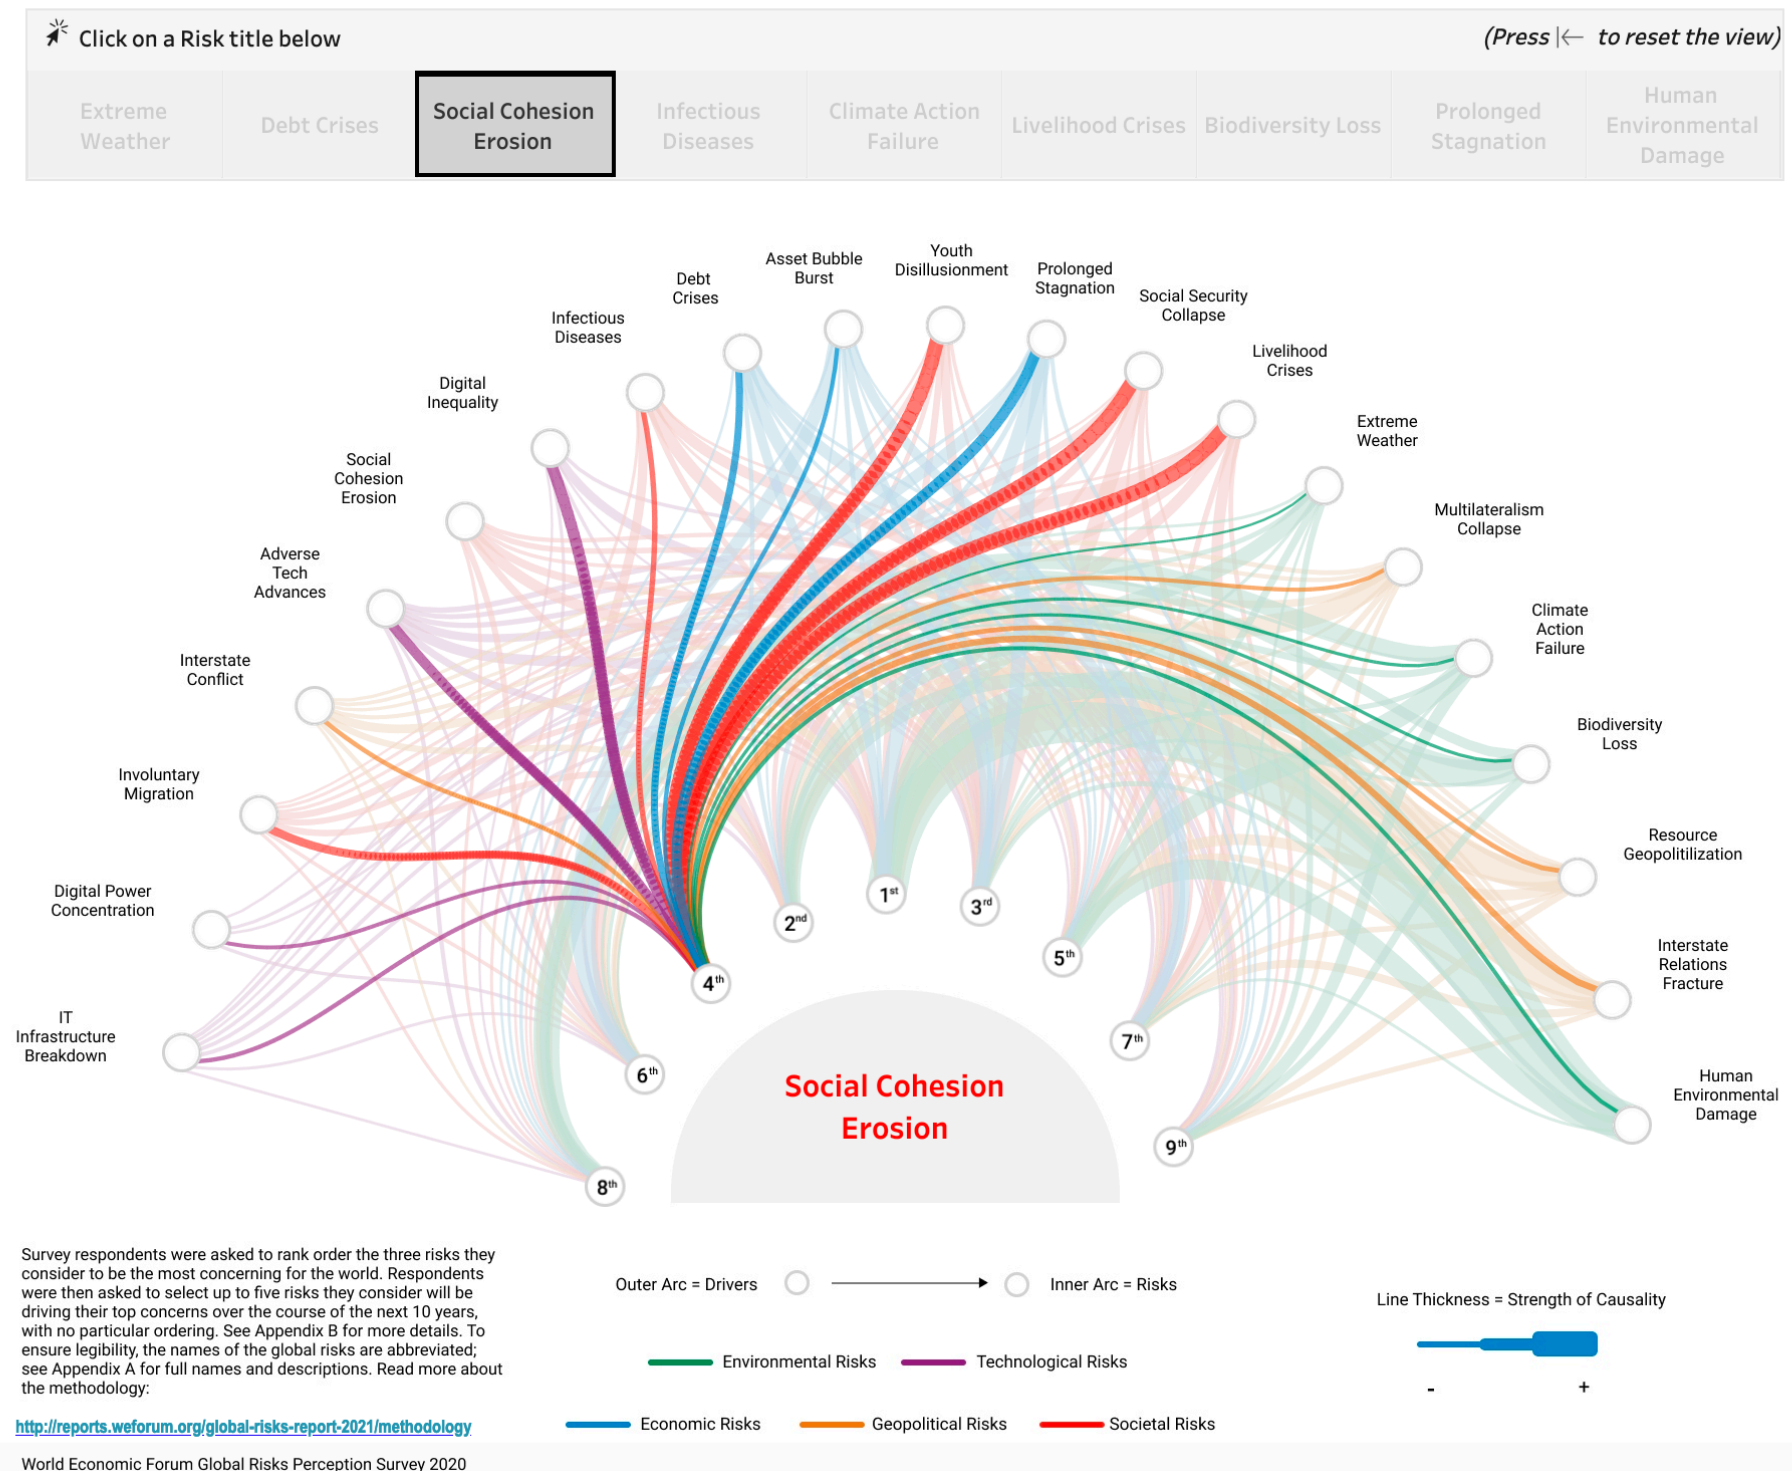 Click on a Risk title below
(Press |← to reset the view)
Extreme
Weather
Debt Crises
Social Cohesion
Erosion
Infectious
Diseases
Climate Action
Failure
Livelihood Crises
Biodiversity Loss
Prolonged
Stagnation
Human
Environmental
Damage
Youth
Disillusionment
Asset Bubble
Burst
Prolonged
Stagnation
Debt
Crises
Social Security
Collapse
Infectious
Diseases
Livelihood
Crises
Digital
Inequality
Extreme
Weather
Social
Cohesion
Erosion
Multilateralism
Collapse
Adverse
Tech
Advances
Climate
Action
Failure
Interstate
Conflict
Biodiversity
Loss
Involuntary
Migration
Resource
Geopolitilization
Digital Power
Concentration
Interstate
Relations
Fracture
IT
Infrastructure
Breakdown
Human
Environmental
Damage
1st
2nd
3rd
4th
5th
6th
7th
8th
9th
Social Cohesion
Erosion
Survey respondents were asked to rank order the three risks they
consider to be the most concerning for the world. Respondents
were then asked to select up to five risks they consider will be
driving their top concerns over the course of the next 10 years,
with no particular ordering. See Appendix B for more details. To
ensure legibility, the names of the global risks are abbreviated;
see Appendix A for full names and descriptions. Read more about
the methodology:
http://reports.weforum.org/global-risks-report-2021/methodology
World Economic Forum Global Risks Perception Survey 2020
Outer Arc = Drivers
Inner Arc = Risks
Environmental Risks
Technological Risks
Economic Risks
Geopolitical Risks
Societal Risks
Line Thickness = Strength of Causality
- +